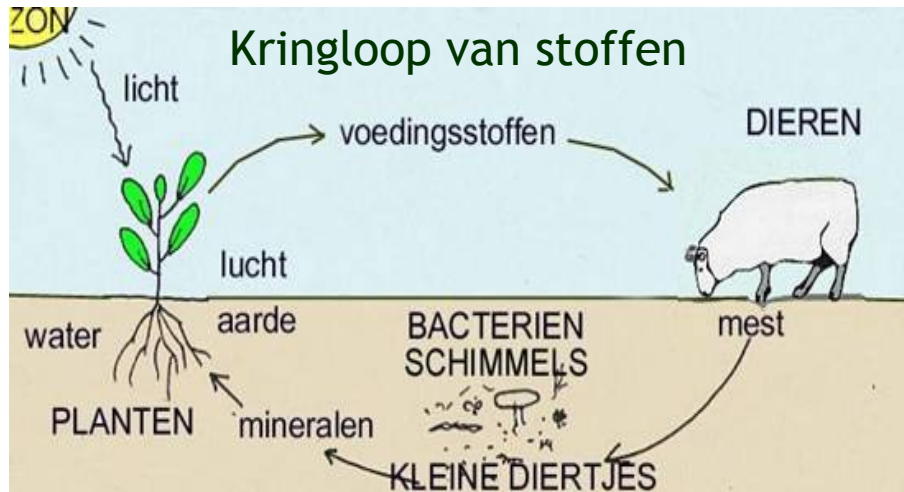 ZON
Kringloop van stoffen
licht
voedingsstoffen
DIEREN
lucht
water
aarde
BACTERIEN
SCHIMMELS
mest
PLANTEN
mineralen
KLEINE DIERTJES